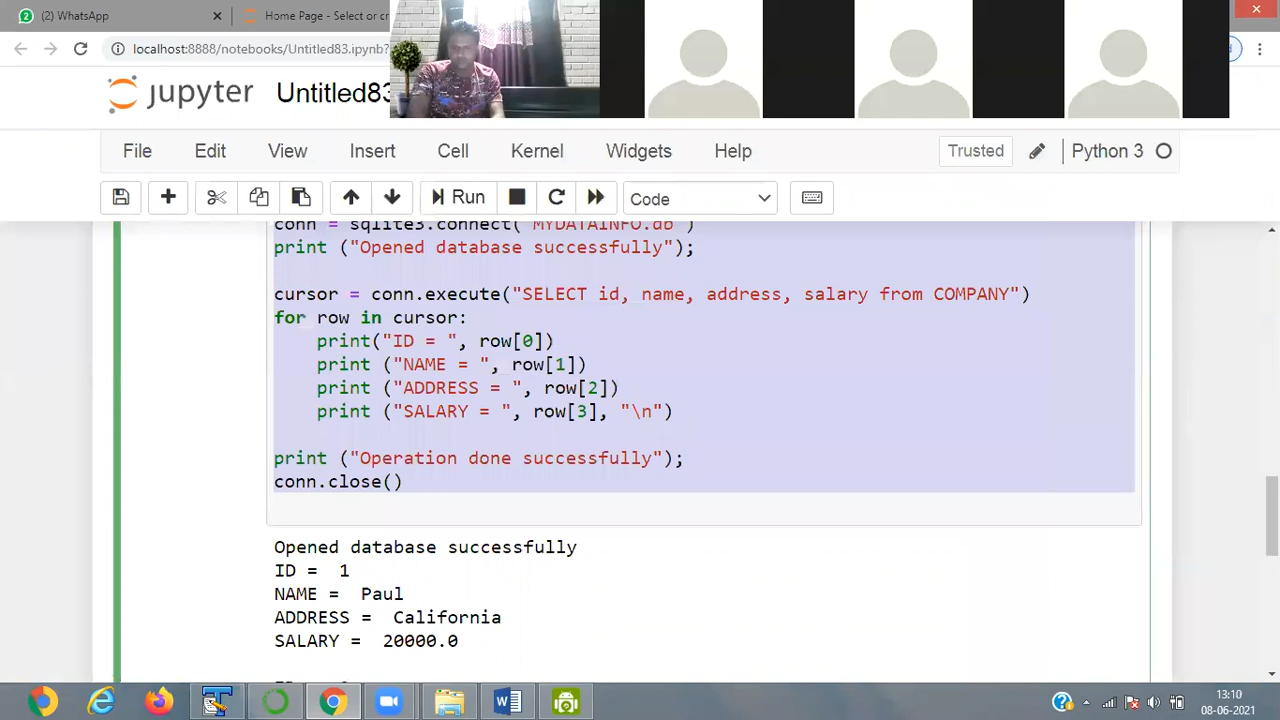 (2) WhatsApp
Home Page - Select or cr
localhost:8888/notebooks/Untitled83.ipynb?
jupyter Untitled83
File Edit View Insert Cell Kernel Widgets Help Trusted Python 3
Run Code
conn = sqlite3.connect('MYDATAINFO.db')
print ("Opened database successfully");
cursor = conn.execute("SELECT id, name, address, salary from COMPANY")
for row in cursor:
print("ID = ", row[0])
print ("NAME = ", row[1])
print ("ADDRESS = ", row[2])
print ("SALARY = ", row[3], "\n")
print ("Operation done successfully");
conn.close()
Opened database successfully
ID = 1
NAME = Paul
ADDRESS = California
SALARY = 20000.0
13:10
08-06-2021